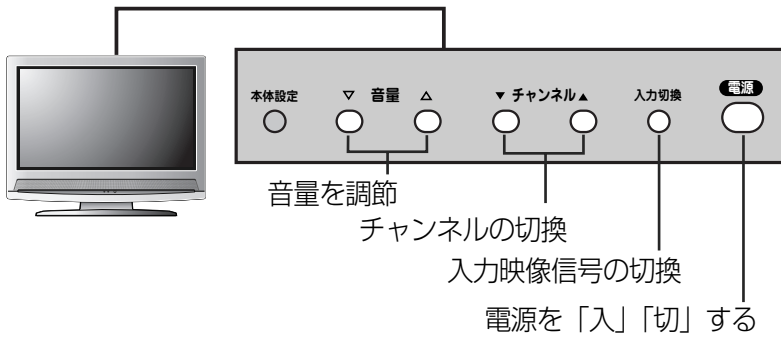 本体設定 ▽ 音量 △ ▼ チャンネル ▲ 入力切換 電源
音量を調節
チャンネルの切換
入力映像信号の切換
電源を「入」「切」する